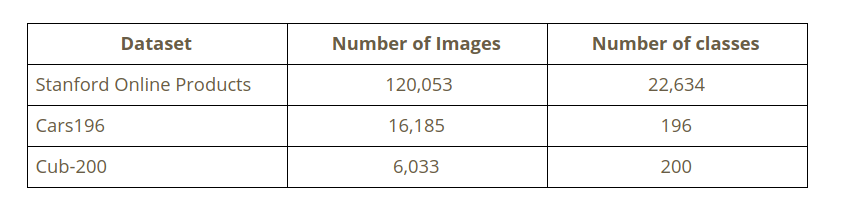 Dataset Number of Images Number of classes
Stanford Online Products 120,053 22,634
Cars196 16,185 196
Cub-200 6,033 200